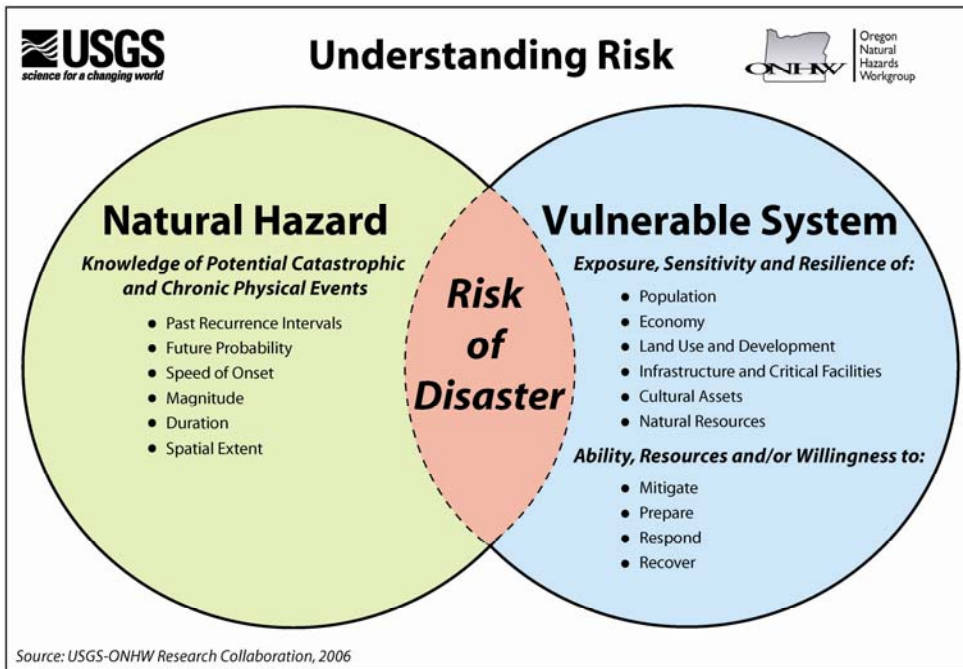 USGS
science for a changing world
Understanding Risk
ONHW
Oregon
Natural
Hazards
Workgroup
Natural Hazard
Knowledge of Potential Catastrophic
and Chronic Physical Events
● Past Recurrence Intervals
● Future Probability
● Speed of Onset
● Magnitude
● Duration
● Spatial Extent
Risk
of
Disaster
Vulnerable System
Exposure, Sensitivity and Resilience of:
● Population
● Economy
● Land Use and Development
● Infrastructure and Critical Facilities
● Cultural Assets
● Natural Resources
Ability, Resources and/or Willingness to:
● Mitigate
● Prepare
● Respond
● Recover
Source: USGS-ONHW Research Collaboration, 2006